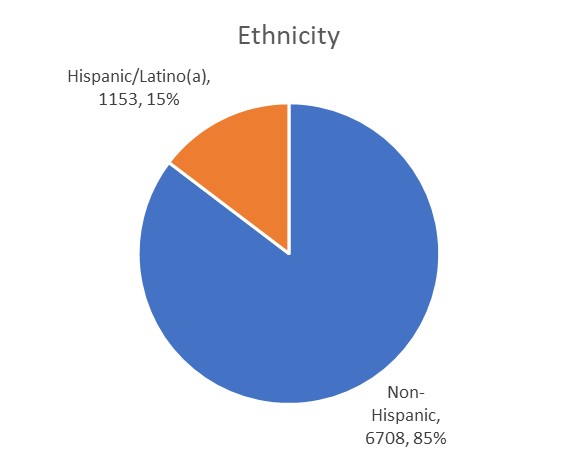 Ethnicity
Hispanic/Latino(a),
1153, 15%
Non-
Hispanic,
6708, 85%